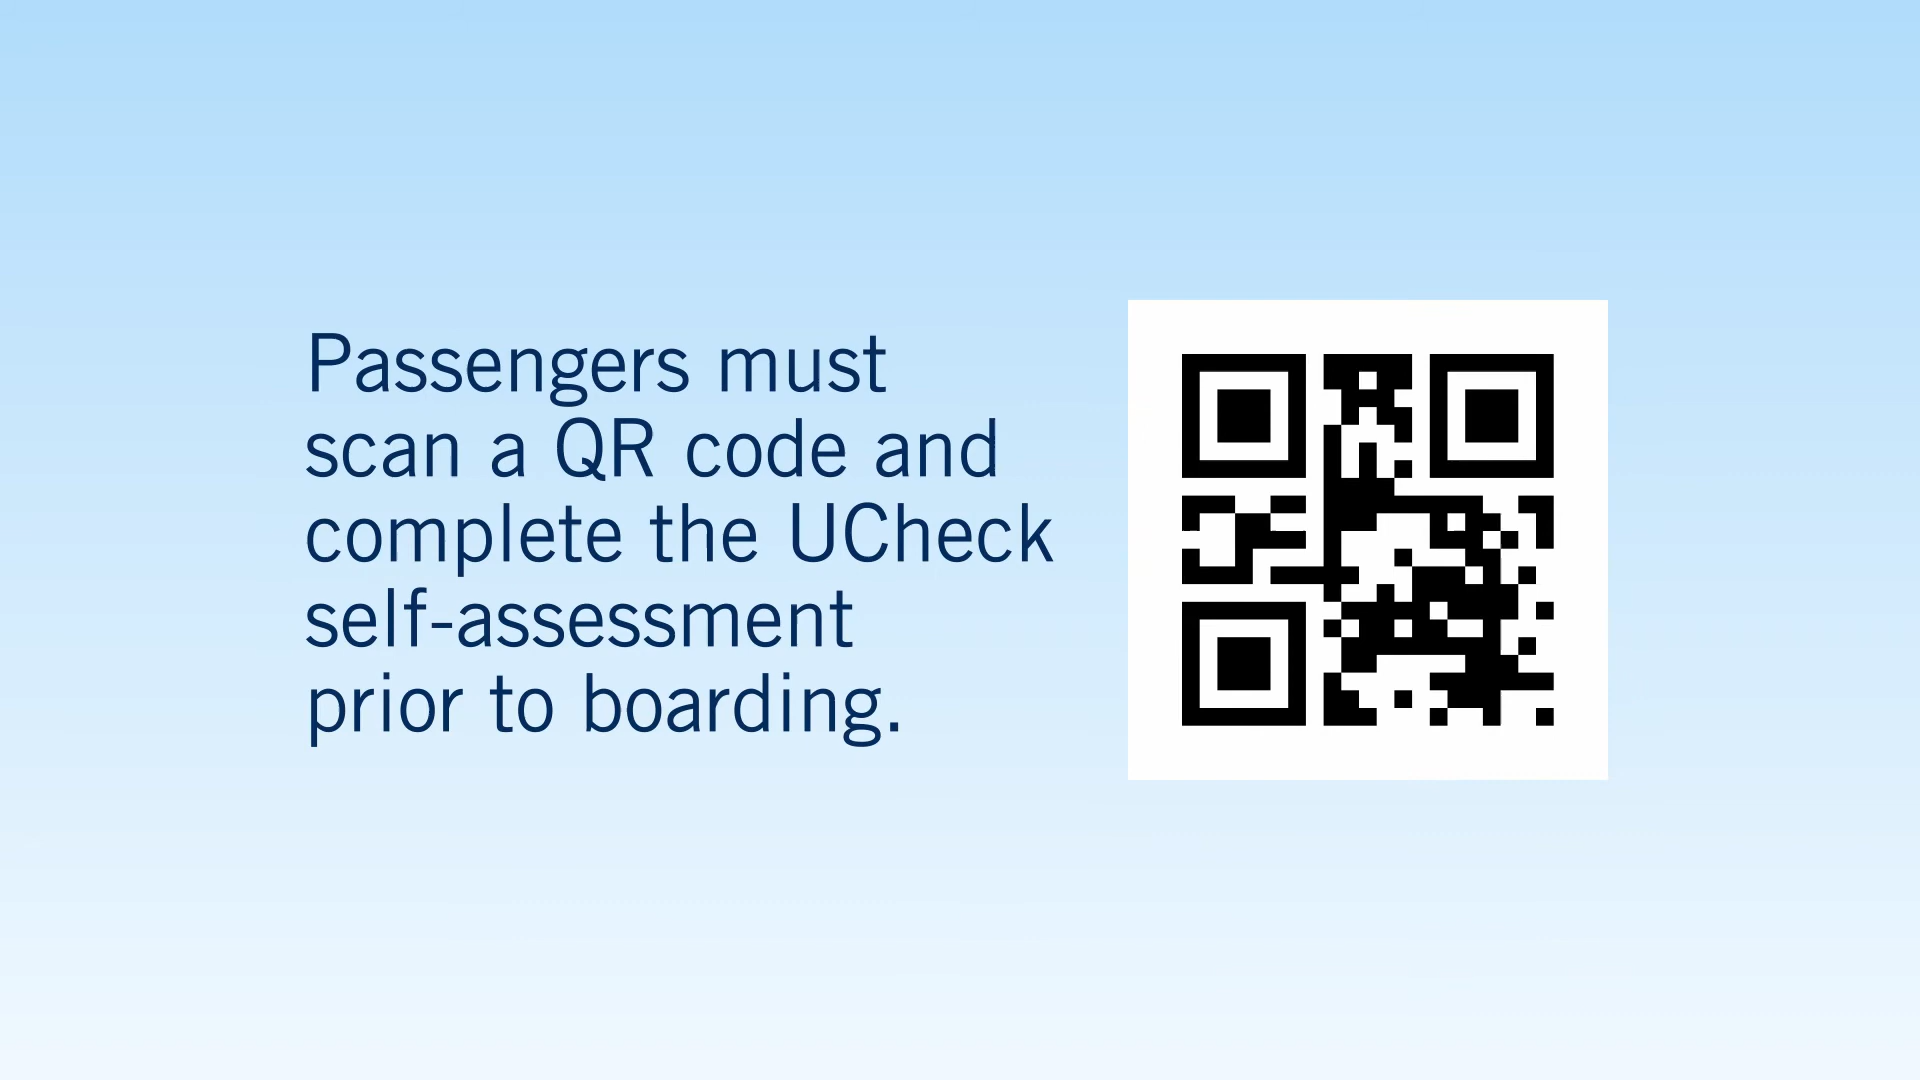 Passengers must
scan a QR code and
complete the UCheck
self-assessment
prior to boarding.